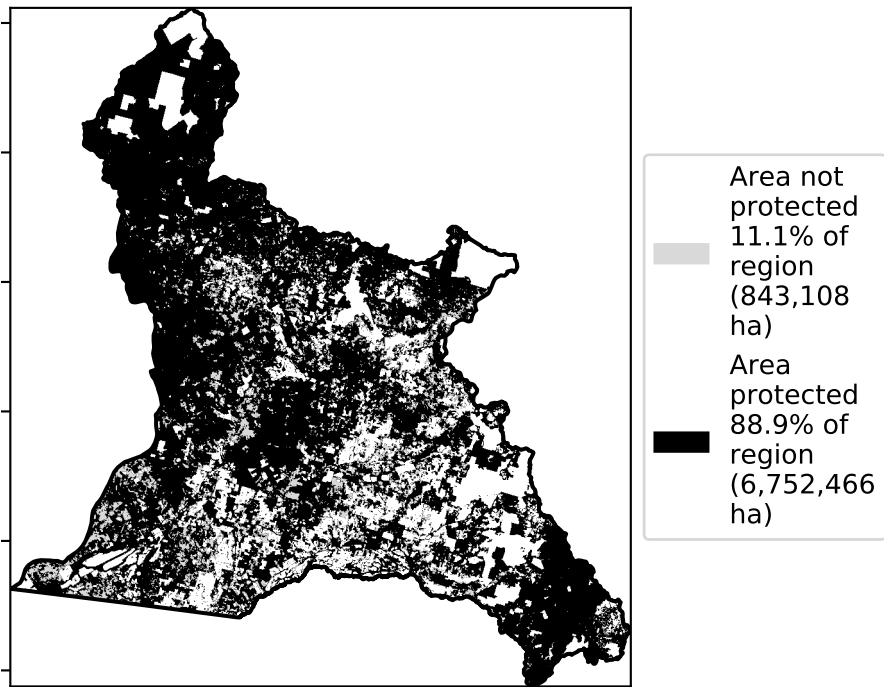 Area not
protected
11.1% of
region
(843,108
ha)
Area
protected
88.9% of
region
(6,752,466
ha)